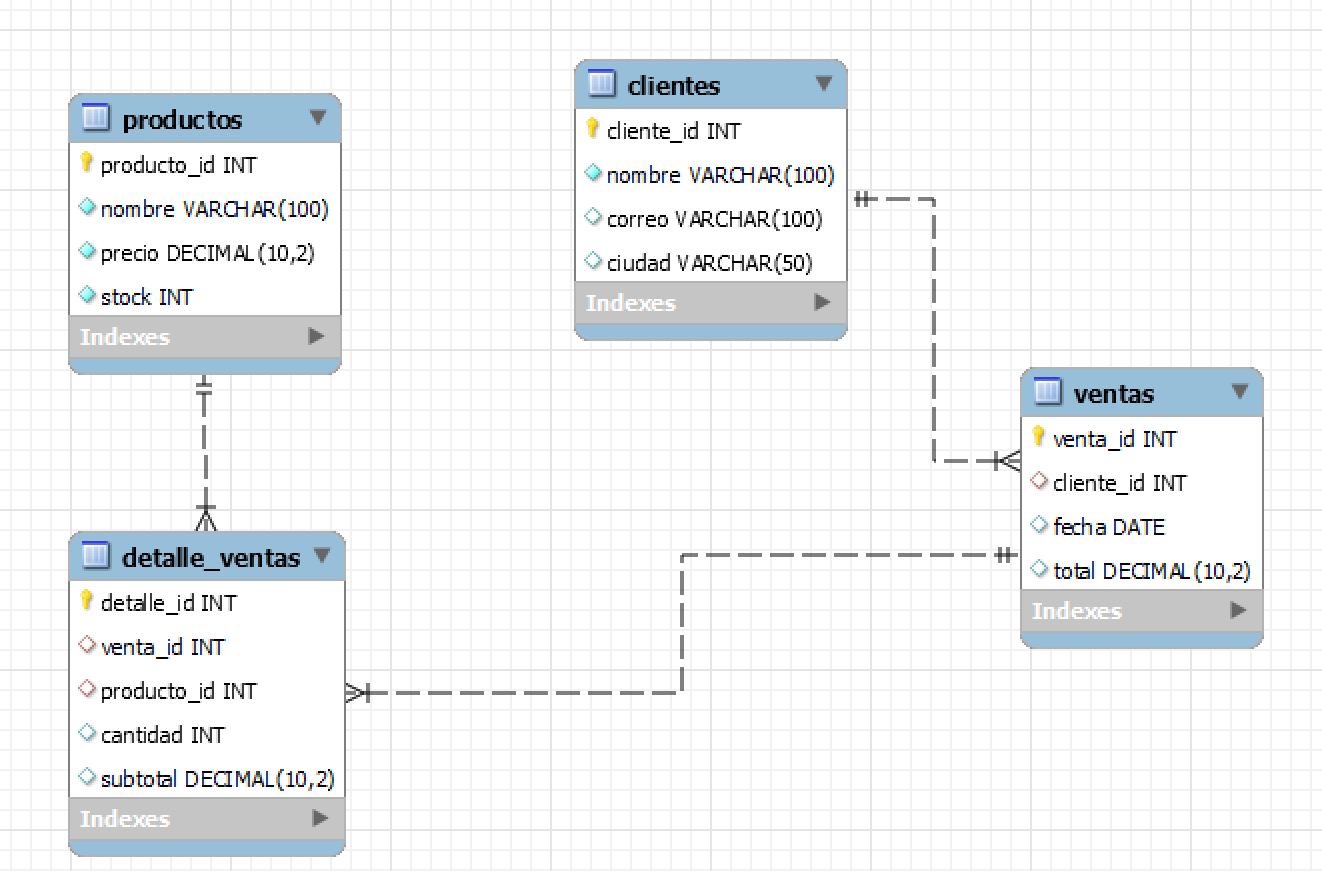 productos
producto_id INT
nombre VARCHAR(100)
precio DECIMAL(10,2)
stock INT
Indexes
clientes
cliente_id INT
nombre VARCHAR(100)
correo VARCHAR(100)
ciudad VARCHAR(50)
Indexes
ventas
venta_id INT
cliente_id INT
fecha DATE
total DECIMAL(10,2)
Indexes
detalle_ventas
detalle_id INT
venta_id INT
producto_id INT
cantidad INT
subtotal DECIMAL(10,2)
Indexes